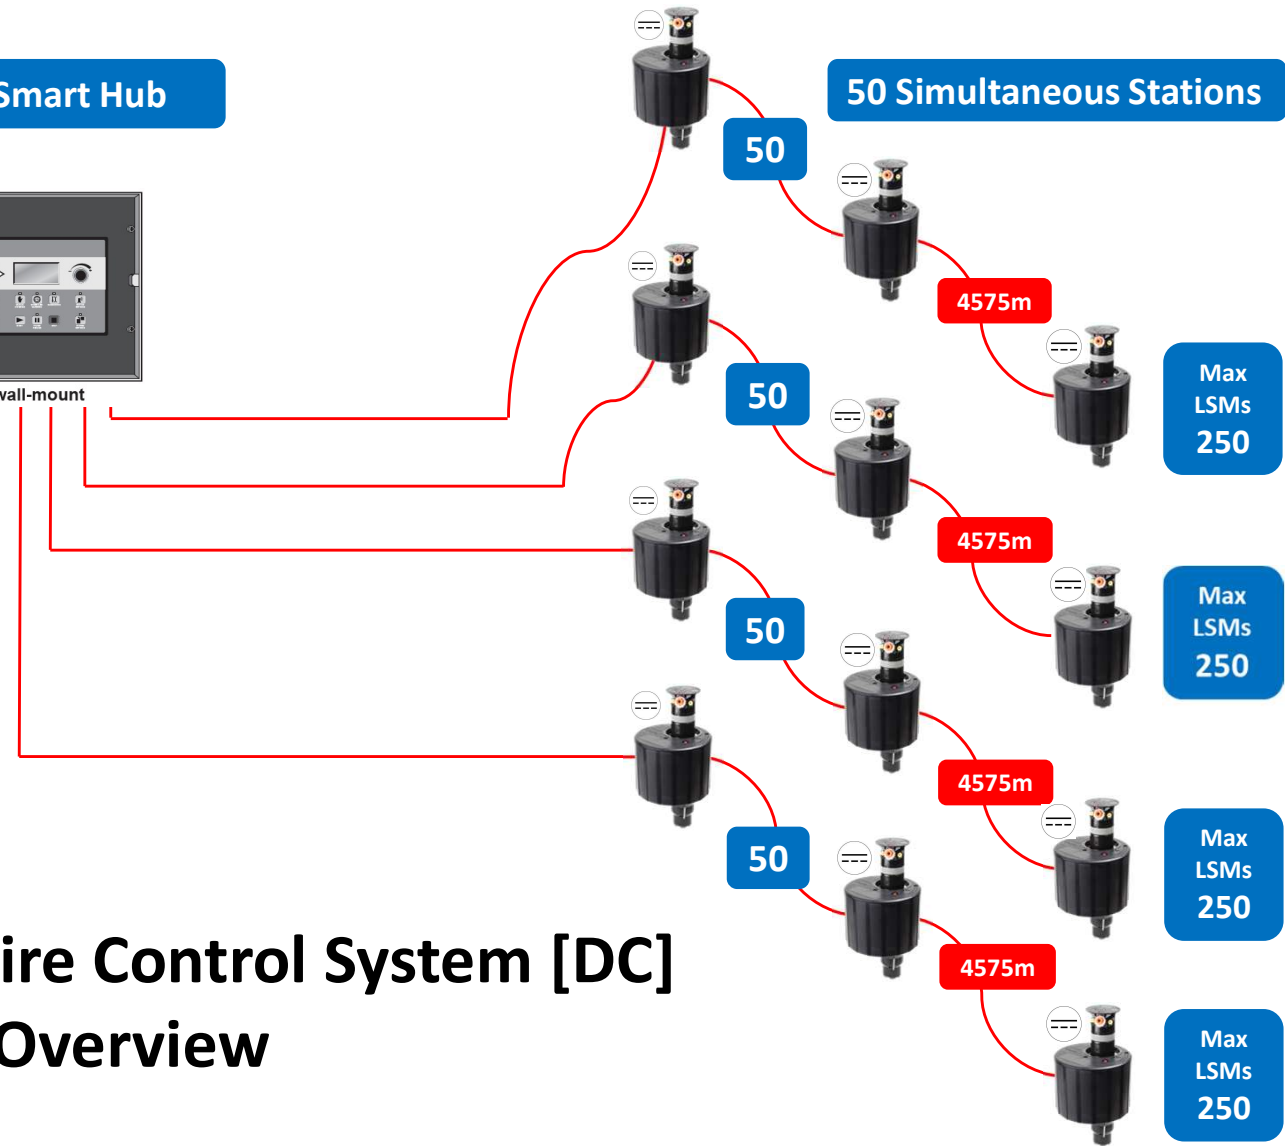 Smart Hub
50 Simultaneous Stations
wall-mount
50
4575m
Max
LSMs
250
50
4575m
Max
LSMs
250
50
4575m
Max
LSMs
250
50
4575m
Max
LSMs
250
ire Control System [DC]
Overview